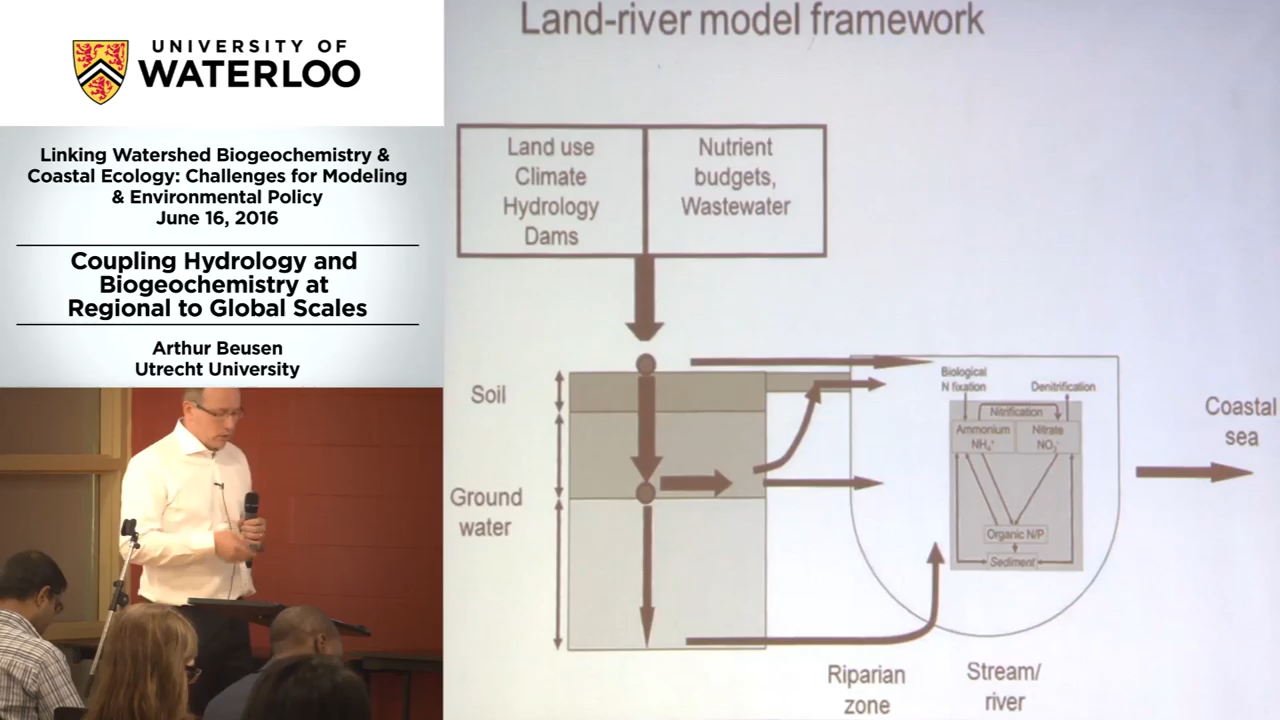 UNIVERSITY OF
WATERLOO
Linking Watershed Biogeochemistry &
Coastal Ecology: Challenges for Modeling
& Environmental Policy
June 16, 2016
Coupling Hydrology and
Biogeochemistry at
Regional to Global Scales
Arthur Beusen
Utrecht University
Land-river model framework
Land use
Climate
Hydrology
Dams
Nutrient
budgets,
Wastewater
Soil
Ground
water
Biological
N fixation
Denitrification
Nitrification
Ammonium
NH₄⁺
Nitrate
NO₃⁻
Organic N/P
Sediment
Coastal
sea
Riparian
zone
Stream/
river